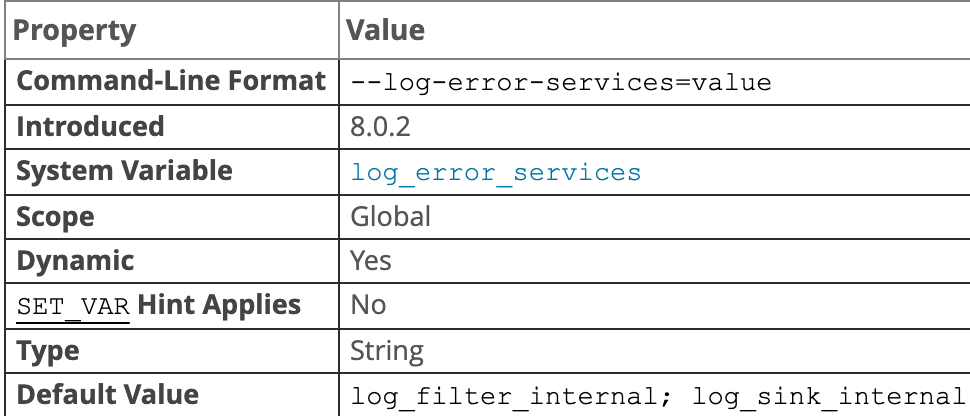 Property Value
Command-Line Format --log-error-services=value
Introduced 8.0.2
System Variable log_error_services
Scope Global
Dynamic Yes
SET_VAR Hint Applies No
Type String
Default Value log_filter_internal; log_sink_internal